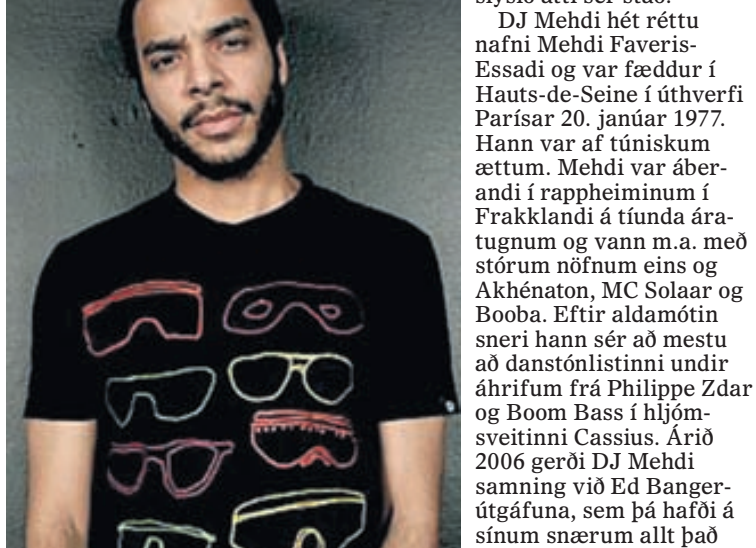 slysið átti sér stað.
DJ Mehdi hét réttu
nafni Mehdi Faveris-
Essadi og var fæddur í
Hauts-de-Seine í úthverfi
Parísar 20. janúar 1977.
Hann var af túniskum
ættum. Mehdi var áber-
andi í rappheiminum í
Frakklandi á tíunda ára-
tugnum og vann m.a. með
stórum nöfnum eins og
Akhénaton, MC Solaar og
Booba. Eftir aldamótin
sneri hann sér að mestu
að danstónlistinni undir
áhrifum frá Philippe Zdar
og Boom Bass í hljóm-
sveitinni Cassius. Árið
2006 gerði DJ Mehdi
samning við Ed Banger-
útgáfuna, sem þá hafði á
sínum snærum allt það